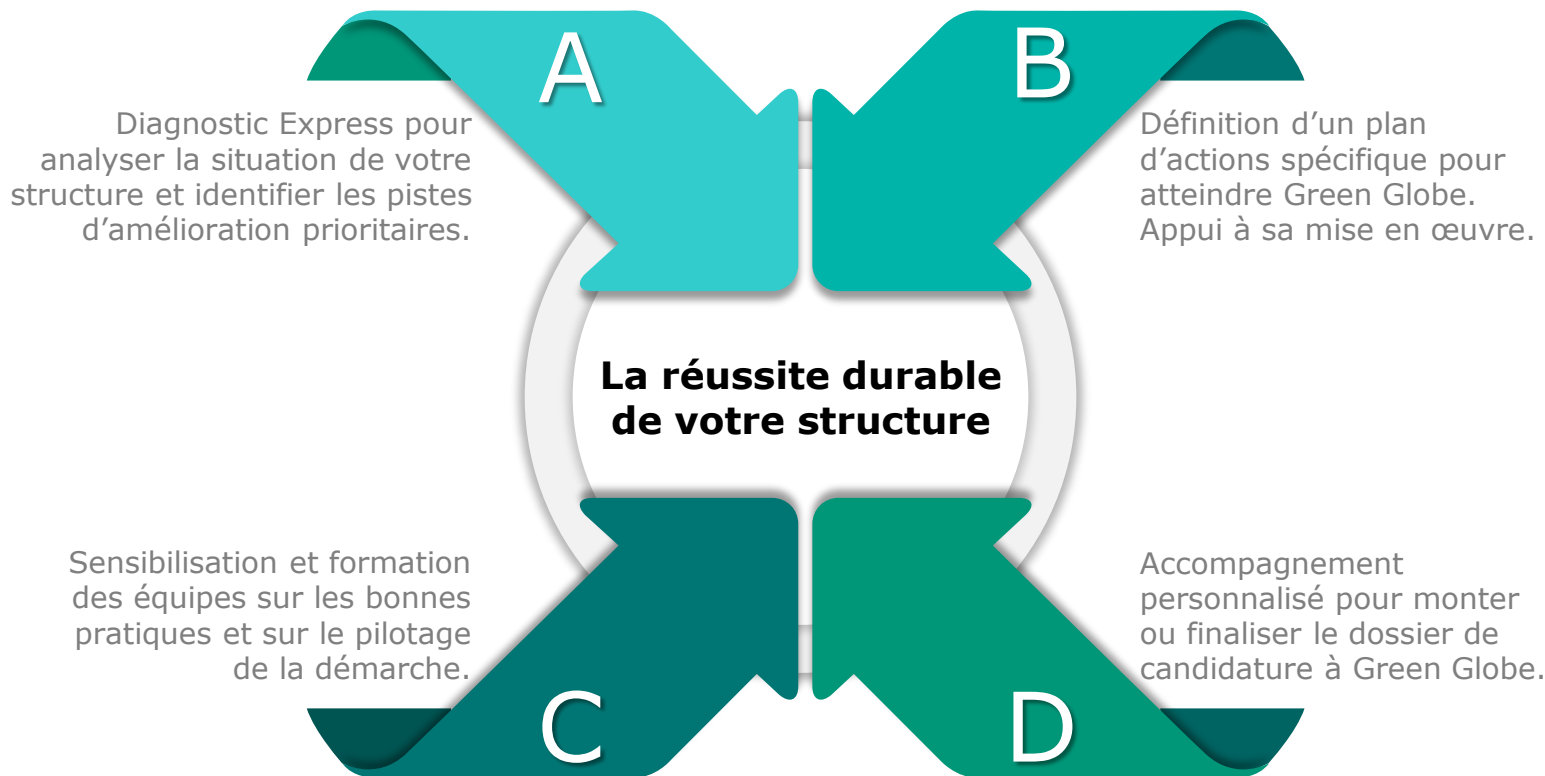 A
Diagnostic Express pour
analyser la situation de votre
structure et identifier les pistes
d’amélioration prioritaires.
B
Définition d’un plan
d’actions spécifique pour
atteindre Green Globe.
Appui à sa mise en œuvre.
La réussite durable
de votre structure
Sensibilisation et formation
des équipes sur les bonnes
pratiques et sur le pilotage
de la démarche.
C
Accompagnement
personnalisé pour monter
ou finaliser le dossier de
candidature à Green Globe.
D